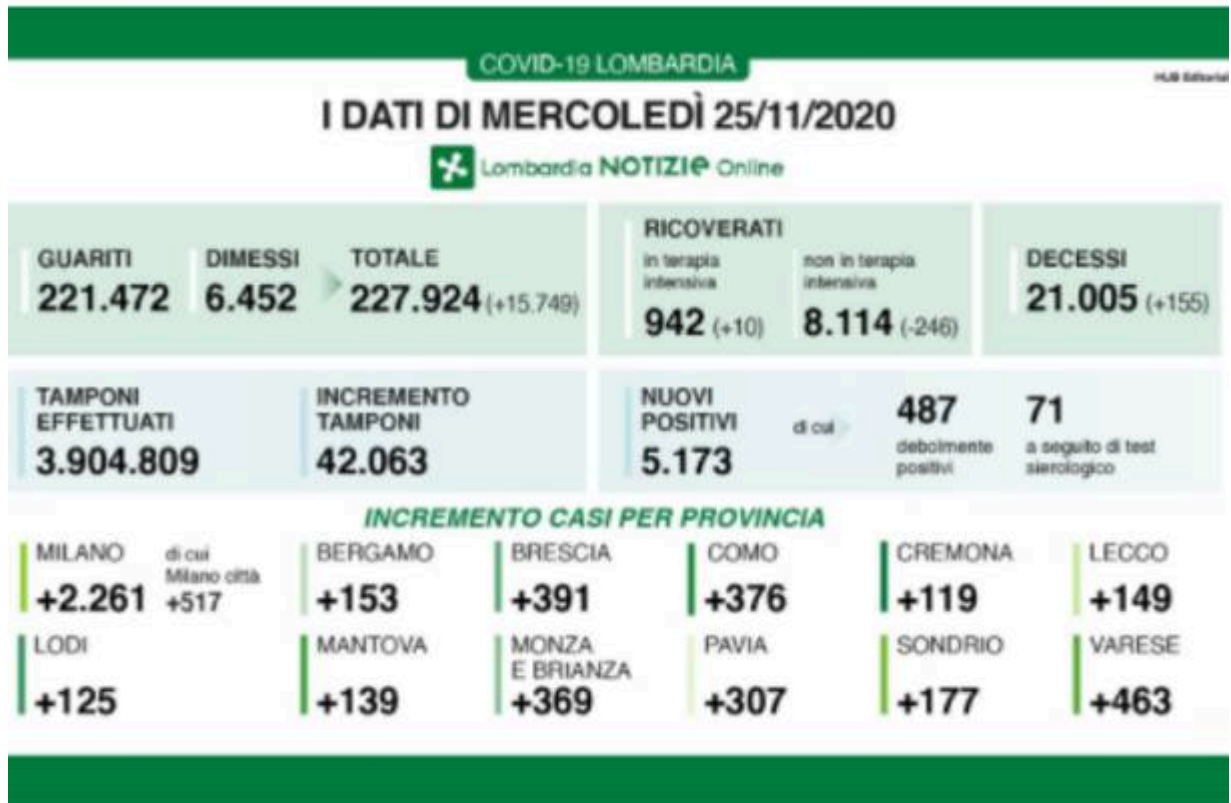 COVID-19 LOMBARDIA
HUB Editoriale
I DATI DI MERCOLEDÌ 25/11/2020
Lombardia NOTIZIE Online
GUARITI
221.472
DIMESSI
6.452
TOTALE
227.924 (+15.749)
RICOVERATI
in terapia
intensiva
942 (+10)
non in terapia
intensiva
8.114 (-246)
DECESSI
21.005 (+155)
TAMPONI
EFFETTUATI
3.904.809
INCREMENTO
TAMPONI
42.063
NUOVI
POSITIVI
5.173
di cui
487
debolmente
positivi
71
a seguito di test
sierologico
INCREMENTO CASI PER PROVINCIA
MILANO
+2.261
di cui
Milano città
+517
BERGAMO
+153
BRESCIA
+391
COMO
+376
CREMONA
+119
LECCO
+149
LODI
+125
MANTOVA
+139
MONZA
E BRIANZA
+369
PAVIA
+307
SONDRIO
+177
VARESE
+463